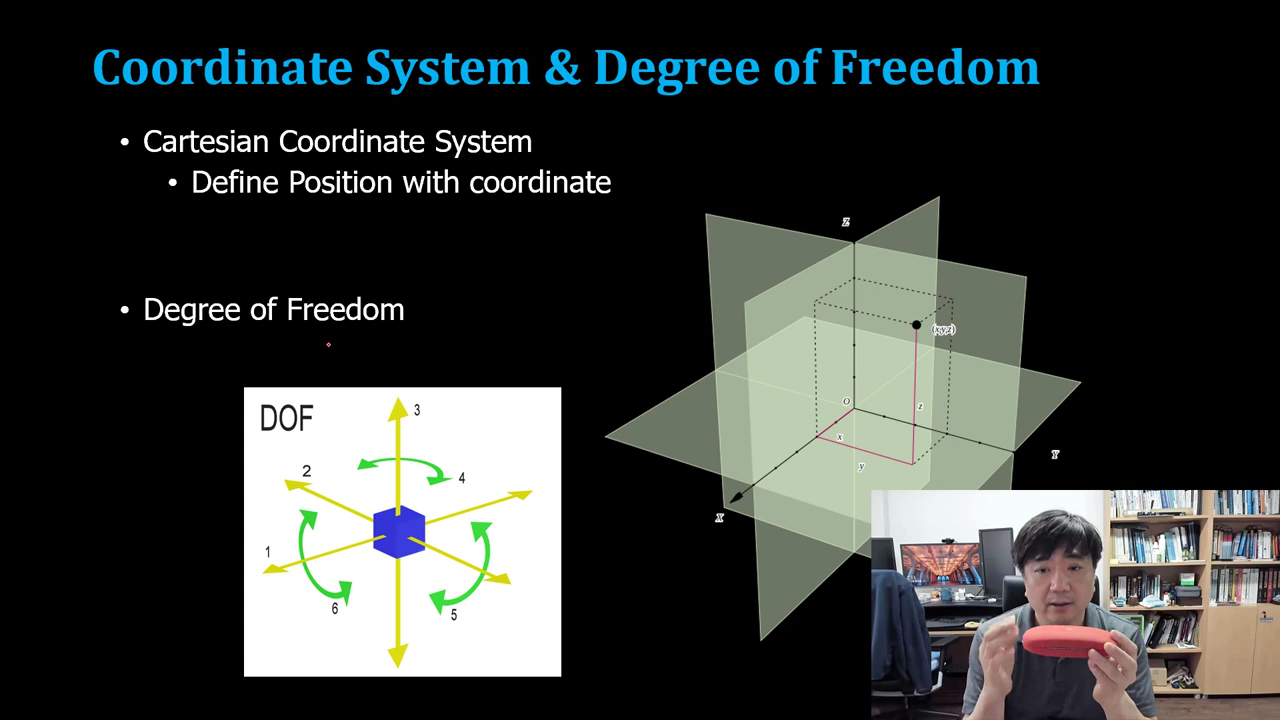 Coordinate System & Degree of Freedom
• Cartesian Coordinate System
• Define Position with coordinate
• Degree of Freedom
DOF
3
2
4
1
6
5
Z
(x,y,z)
O
z
x
y
Y
X